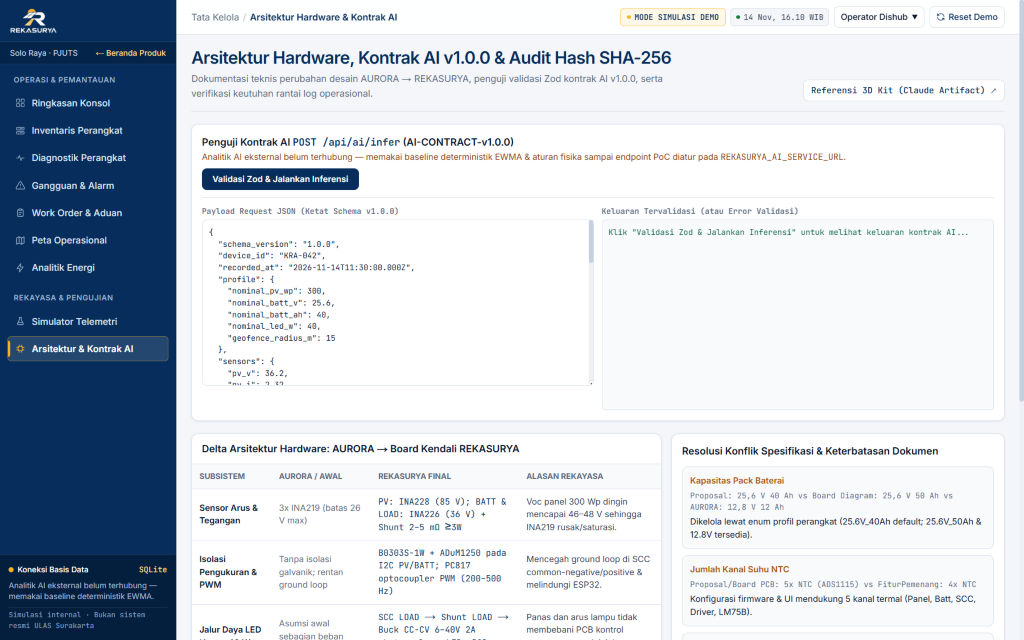 REKASURYA
Solo Raya · PJUTS
← Beranda Produk
OPERASI & PEMANTAUAN
Ringkasan Konsol
Inventaris Perangkat
Diagnostik Perangkat
Gangguan & Alarm
Work Order & Aduan
Peta Operasional
Analitik Energi
REKAYASA & PENGUJIAN
Simulator Telemetri
Arsitektur & Kontrak AI
Koneksi Basis Data SQLite
Analitik AI eksternal belum terhubung —
memakai baseline deterministik EWMA.
Simulasi internal · Bukan sistem
resmi ULAS Surakarta
Tata Kelola / Arsitektur Hardware & Kontrak AI
MODE SIMULASI DEMO
14 Nov, 16.10 WIB
Operator Dishub ▼
Reset Demo
Arsitektur Hardware, Kontrak AI v1.0.0 & Audit Hash SHA-256
Dokumentasi teknis perubahan desain AURORA → REKASURYA, penguji validasi Zod kontrak AI v1.0.0, serta
verifikasi keutuhan rantai log operasional.
Referensi 3D Kit (Claude Artifact) ↗
Penguji Kontrak AI POST /api/ai/infer (AI-CONTRACT-v1.0.0)
Analitik AI eksternal belum terhubung — memakai baseline deterministik EWMA & aturan fisika sampai endpoint PoC diatur pada REKASURYA_AI_SERVICE_URL.
Validasi Zod & Jalankan Inferensi
Payload Request JSON (Ketat Schema v1.0.0)
{
"schema_version": "1.0.0",
"device_id": "KRA-042",
"recorded_at": "2026-11-14T11:30:00.000Z",
"profile": {
"nominal_pv_wp": 300,
"nominal_batt_v": 25.6,
"nominal_batt_ah": 40,
"nominal_led_w": 40,
"geofence_radius_m": 15
},
"sensors": {
"pv_v": 36.2,
"pv_i": 2.32,
Keluaran Tervalidasi (atau Error Validasi)
Klik "Validasi Zod & Jalankan Inferensi" untuk melihat keluaran kontrak AI...
Delta Arsitektur Hardware: AURORA → Board Kendali REKASURYA
SUBSISTEM AURORA / AWAL REKASURYA FINAL ALASAN REKAYASA
Sensor Arus &
Tegangan
3x INA219 (batas 26
V max)
PV: INA228 (85 V); BATT &
LOAD: INA226 (36 V) +
Shunt 2–5 mΩ ≥3W
Voc panel 300 Wp dingin
mencapai 46–48 V sehingga
INA219 rusak/saturasi.
Isolasi
Pengukuran &
PWM
Tanpa isolasi
galvanik; rentan
ground loop
B0303S-1W + ADuM1250 pada
I2C PV/BATT; PC817
optocoupler PWM (200–500
Hz)
Mencegah ground loop di SCC
common-negative/positive &
melindungi ESP32.
Jalur Daya LED
Asumsi awal
sebagian beban
SCC LOAD → Shunt LOAD →
Buck CC-CV 6–40V 2A
Panas dan arus lampu tidak
membebani PCB kontrol
Resolusi Konflik Spesifikasi & Keterbatasan Dokumen
Kapasitas Pack Baterai
Proposal: 25,6 V 40 Ah vs Board Diagram: 25,6 V 50 Ah vs
AURORA: 12,8 V 12 Ah
Dikelola lewat enum profil perangkat (25.6V_40Ah default; 25.6V_50Ah &
12.8V tersedia).
Jumlah Kanal Suhu NTC
Proposal/Board PCB: 5x NTC (ADS1115) vs FiturPemenang: 4x NTC
Konfigurasi firmware & UI mendukung 5 kanal termal (Panel, Batt, SCC,
Driver, LM75B).